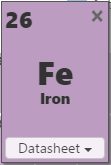 26
×
Fe
Iron
Datasheet